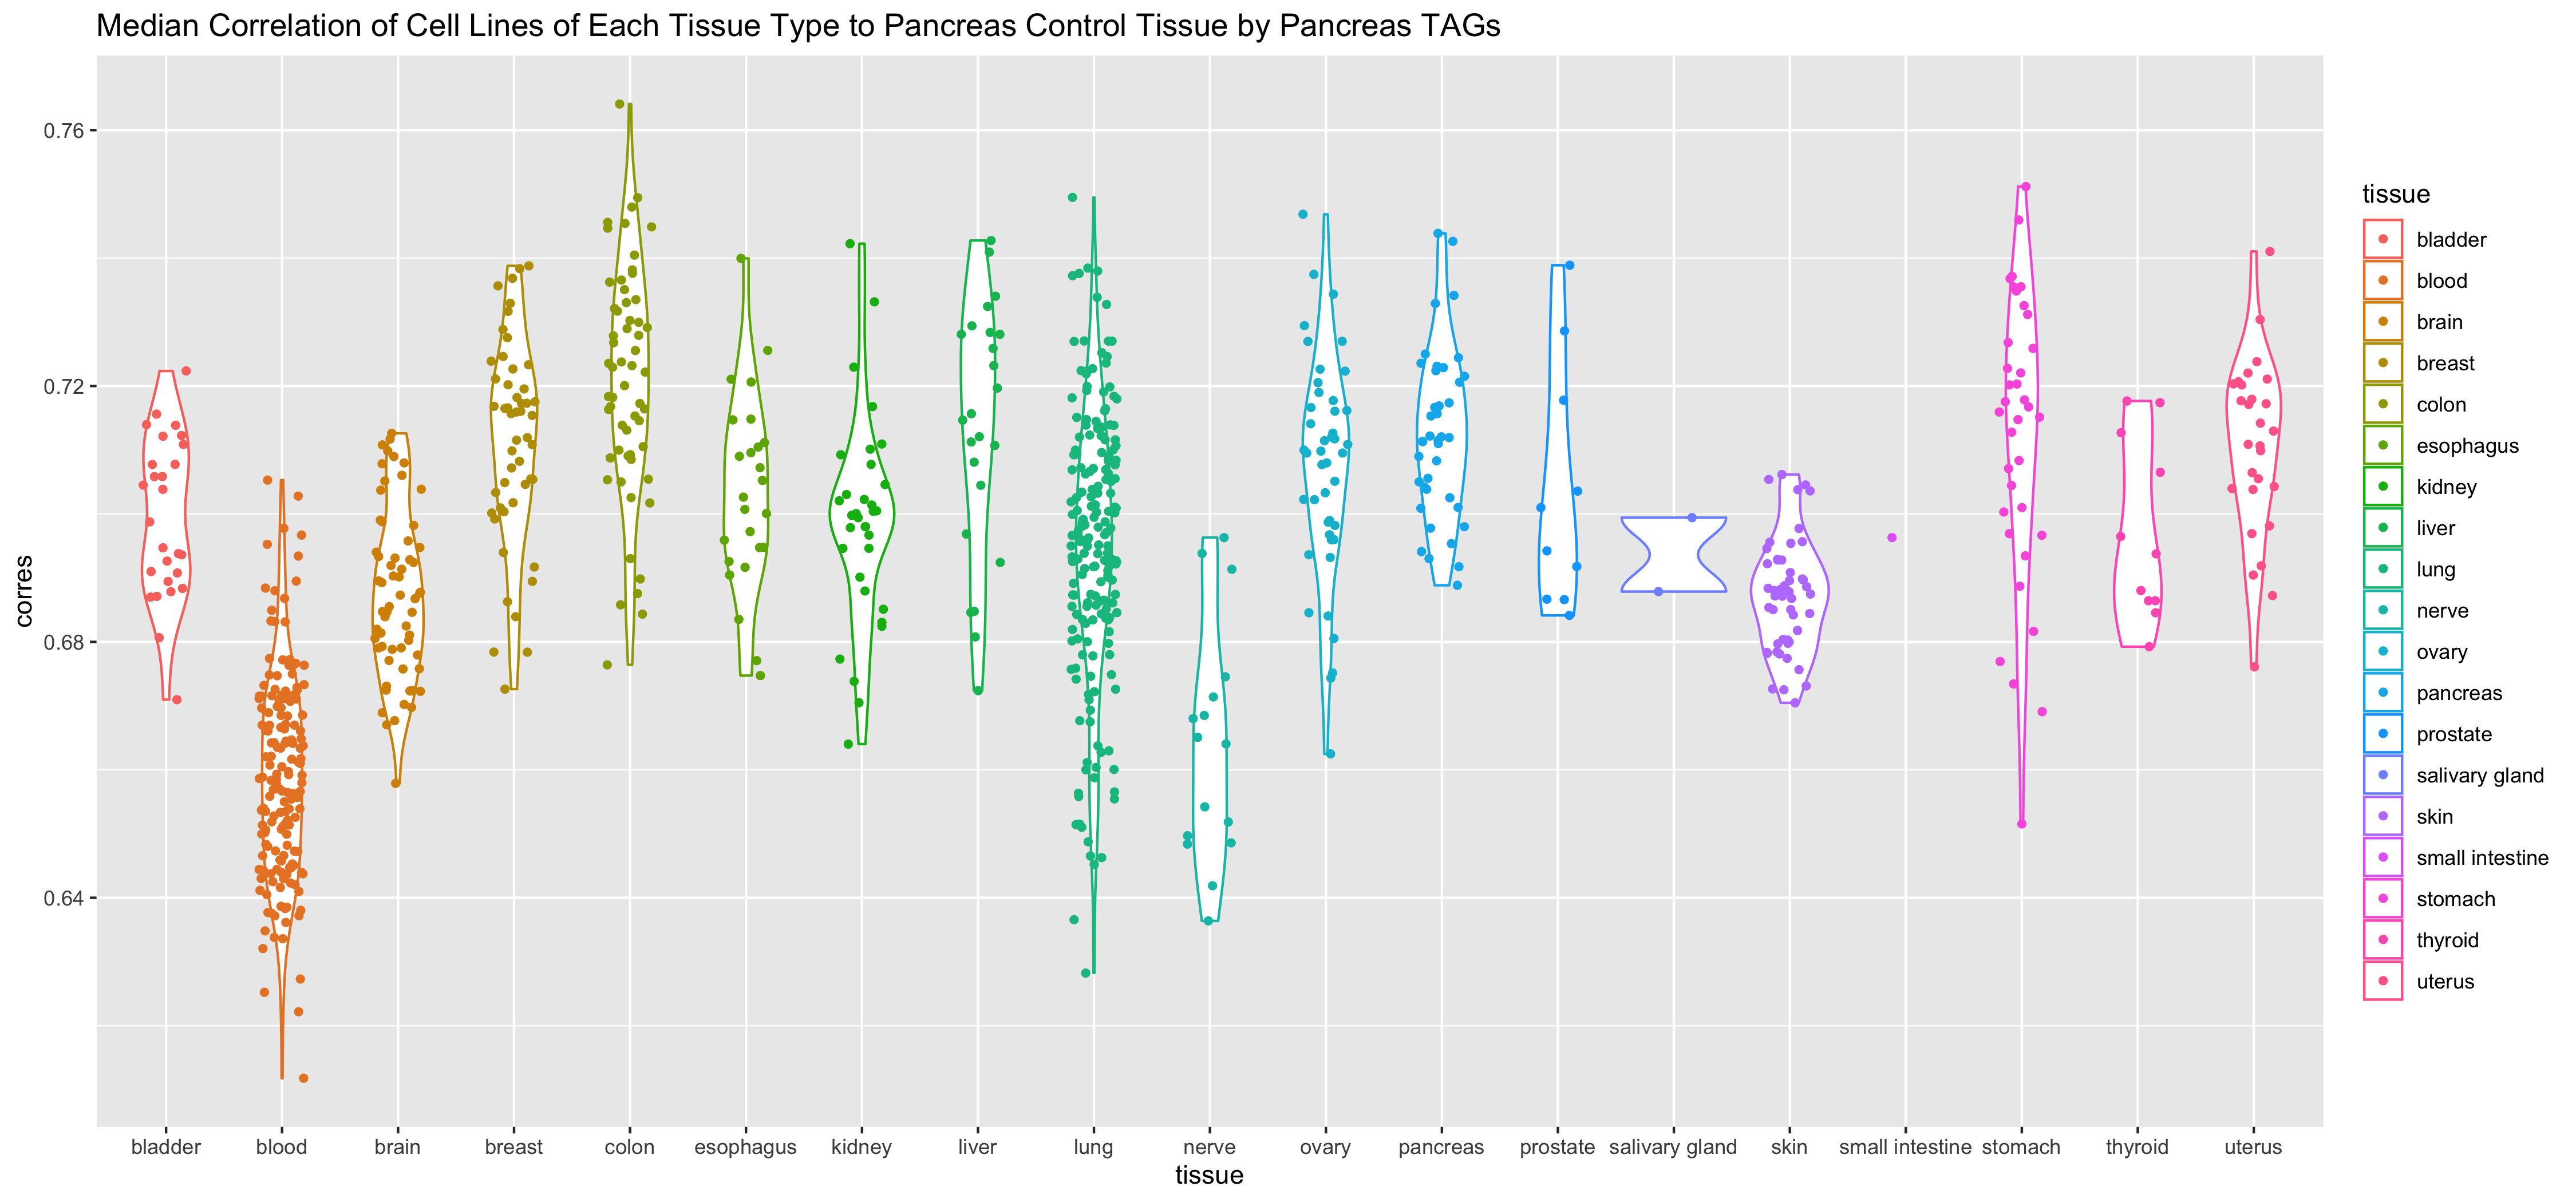 Median Correlation of Cell Lines of Each Tissue Type to Pancreas Control Tissue by Pancreas TAGs
corres
0.76
0.72
0.68
0.64
bladder blood brain breast colon esophagus kidney liver lung nerve ovary pancreas prostate salivary gland skin small intestine stomach thyroid uterus
tissue
tissue
bladder
blood
brain
breast
colon
esophagus
kidney
liver
lung
nerve
ovary
pancreas
prostate
salivary gland
skin
small intestine
stomach
thyroid
uterus